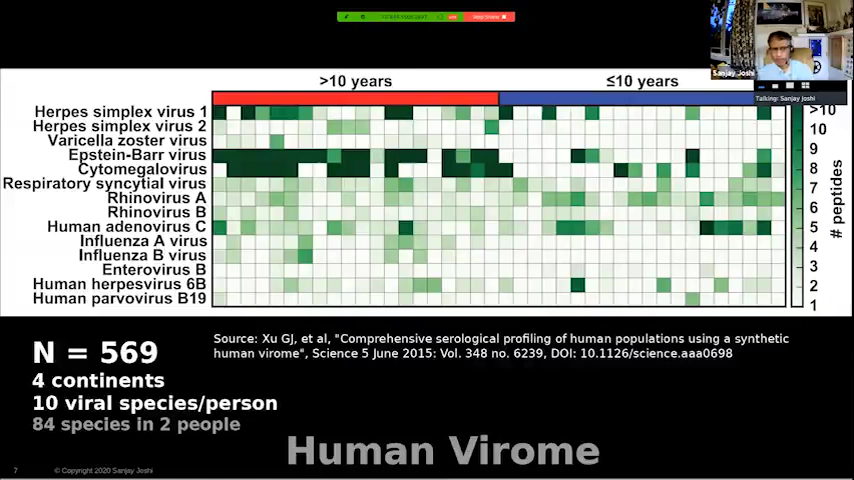 Sanjay Joshi
Talking: Sanjay Joshi
>10 years
≤10 years
Herpes simplex virus 1
Herpes simplex virus 2
Varicella zoster virus
Epstein-Barr virus
Cytomegalovirus
Respiratory syncytial virus
Rhinovirus A
Rhinovirus B
Human adenovirus C
Influenza A virus
Influenza B virus
Enterovirus B
Human herpesvirus 6B
Human parvovirus B19
>10
10
9
8
7
6
5
4
3
2
1
# peptides
N = 569
4 continents
10 viral species/person
84 species in 2 people
Source: Xu GJ, et al, "Comprehensive serological profiling of human populations using a synthetic
human virome", Science 5 June 2015: Vol. 348 no. 6239, DOI: 10.1126/science.aaa0698
Human Virome
7
© Copyright 2020 Sanjay Joshi